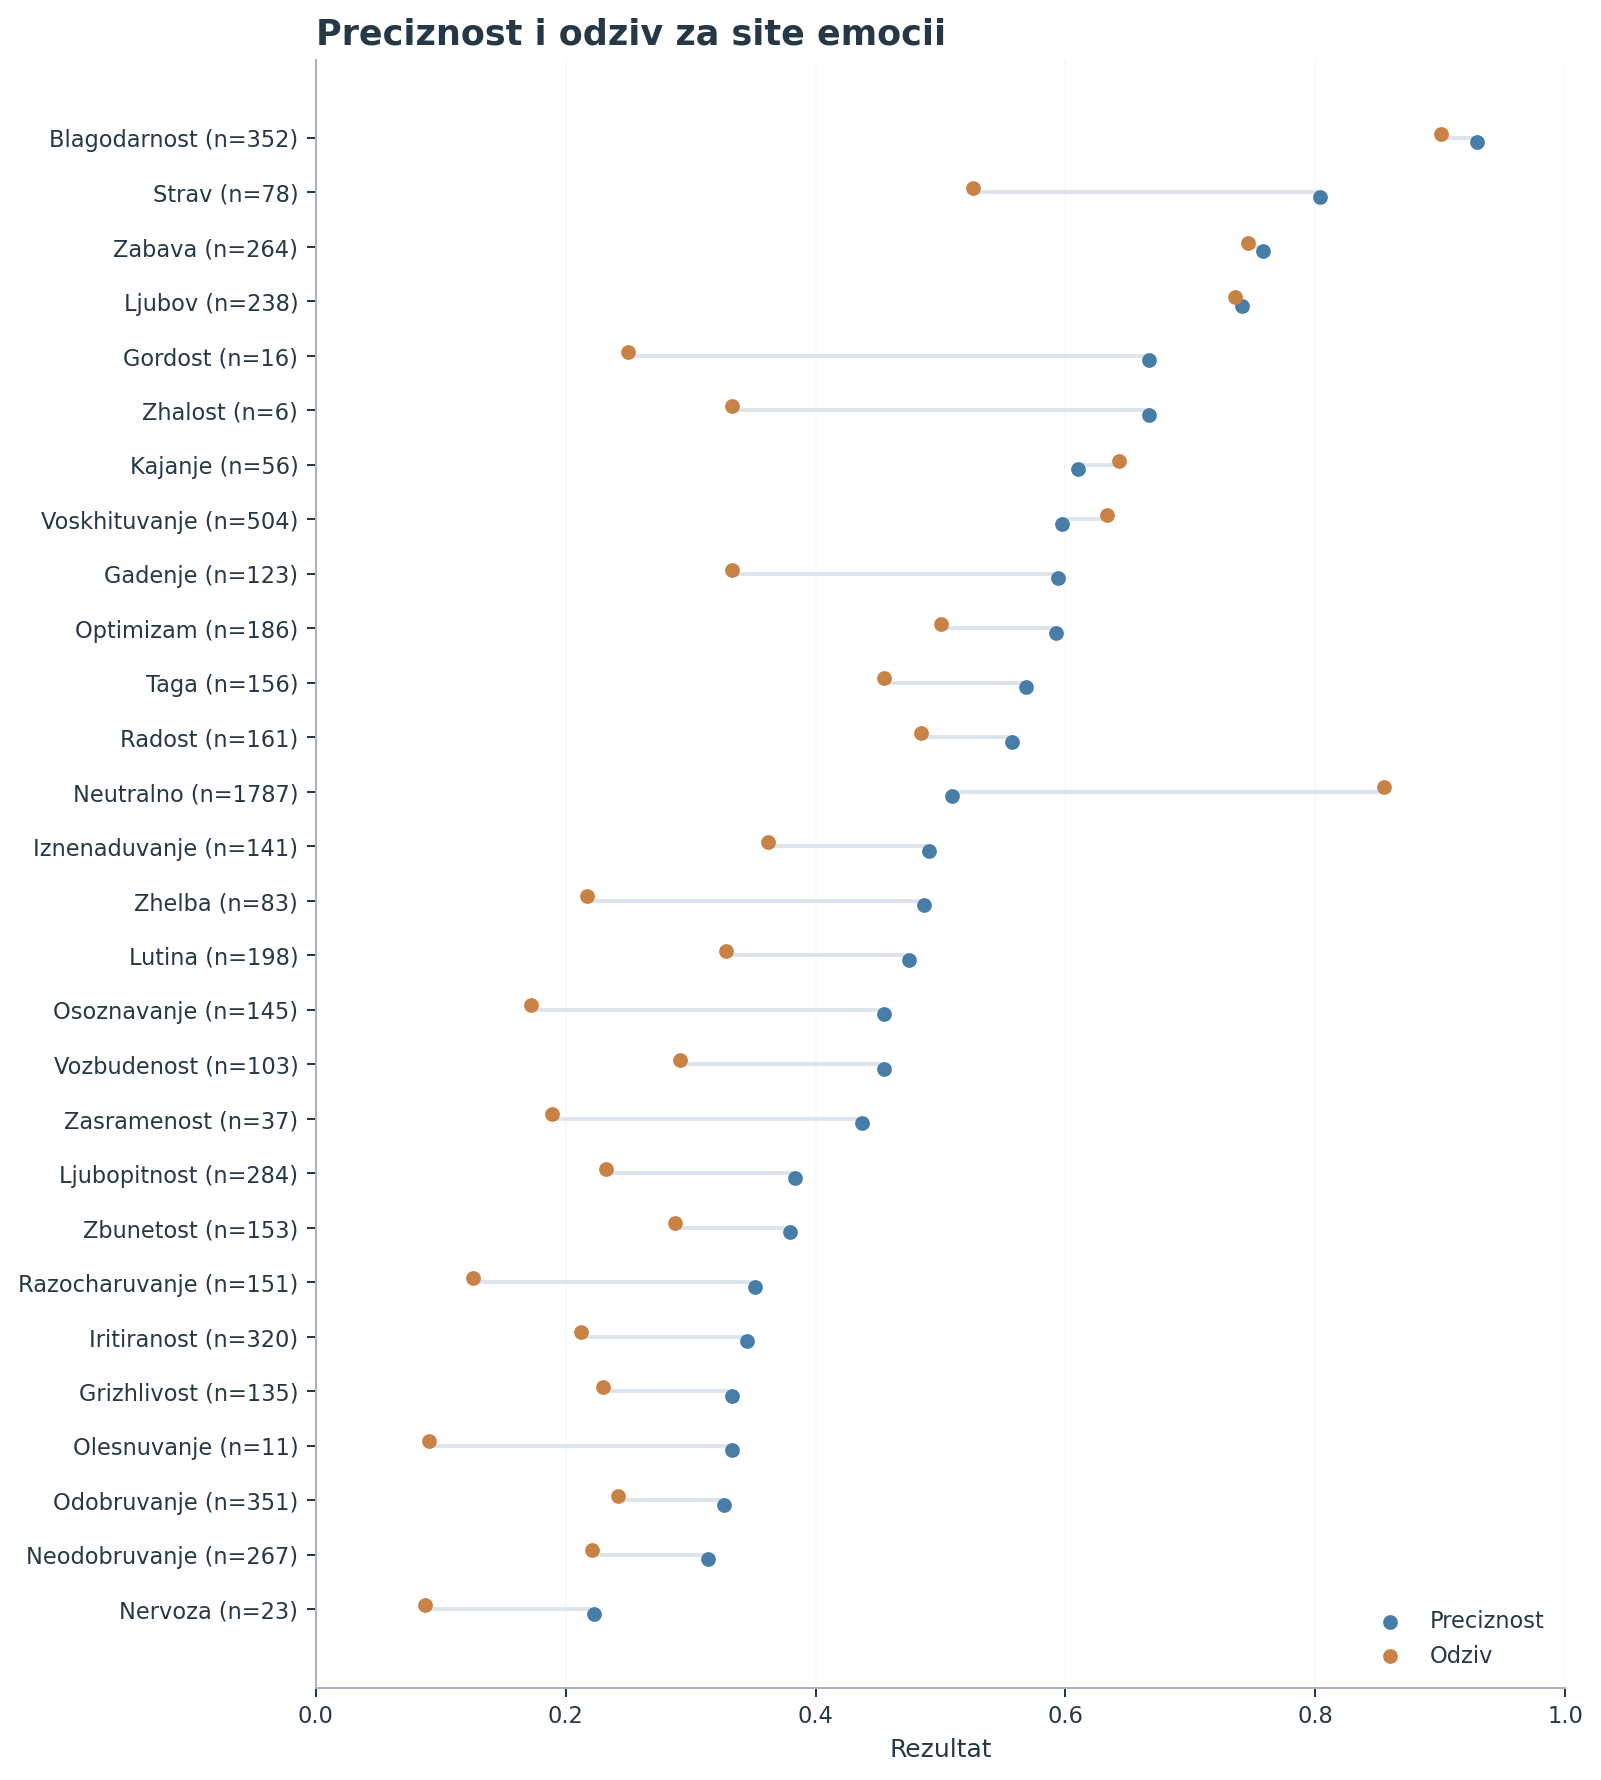 Preciznost i odziv za site emocii
Blagodarnost (n=352)
Strav (n=78)
Zabava (n=264)
Ljubov (n=238)
Gordost (n=16)
Zhalost (n=6)
Kajanje (n=56)
Voskhituvanje (n=504)
Gadenje (n=123)
Optimizam (n=186)
Taga (n=156)
Radost (n=161)
Neutralno (n=1787)
Iznenaduvanje (n=141)
Zhelba (n=83)
Lutina (n=198)
Osoznavanje (n=145)
Vozbudenost (n=103)
Zasramenost (n=37)
Ljubopitnost (n=284)
Zbunetost (n=153)
Razocharuvanje (n=151)
Iritiranost (n=320)
Grizhlivost (n=135)
Olesnuvanje (n=11)
Odobruvanje (n=351)
Neodobruvanje (n=267)
Nervoza (n=23)
Preciznost
Odziv
0.0 0.2 0.4 0.6 0.8 1.0
Rezultat